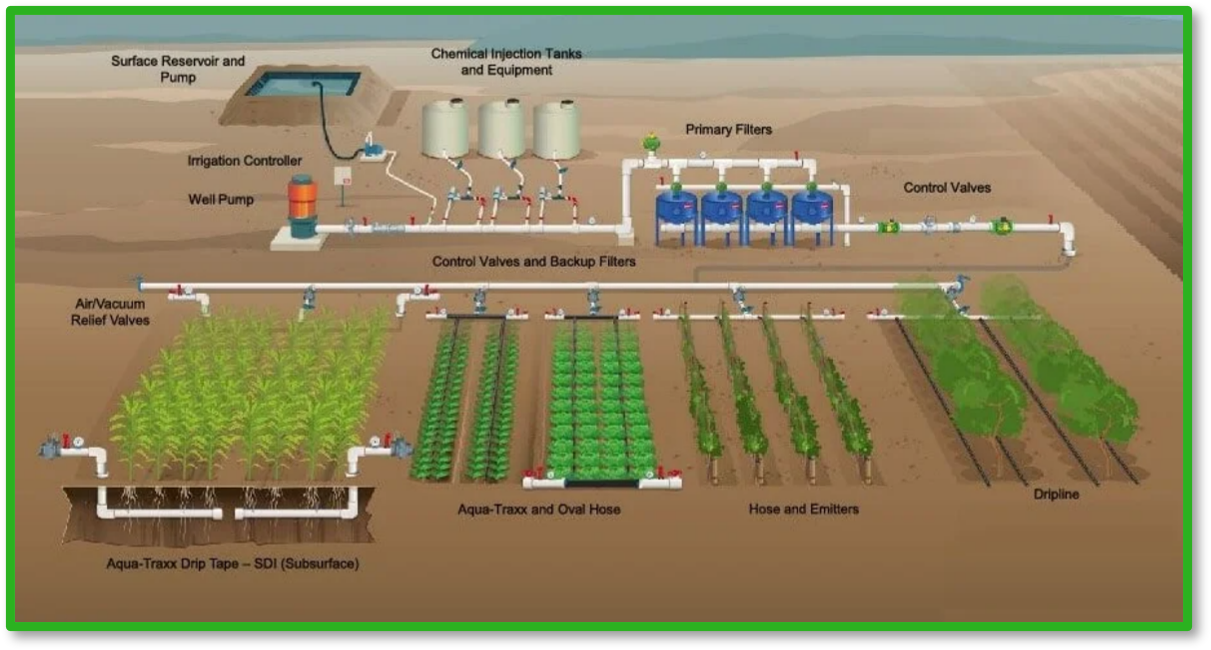 Surface Reservoir and
Pump
Chemical Injection Tanks
and Equipment
Primary Filters
Irrigation Controller
Well Pump
Control Valves
Control Valves and Backup Filters
Air/Vacuum
Relief Valves
Aqua-Traxx and Oval Hose
Hose and Emitters
Dripline
Aqua-Traxx Drip Tape – SDI (Subsurface)